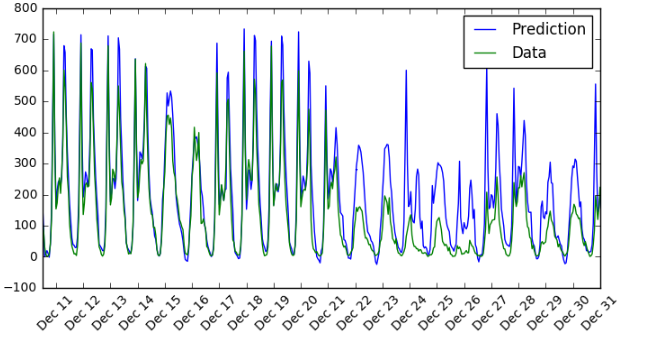 800
700
600
500
400
300
200
100
0
−100
Prediction
Data
Dec 11
Dec 12
Dec 13
Dec 14
Dec 15
Dec 16
Dec 17
Dec 18
Dec 19
Dec 20
Dec 21
Dec 22
Dec 23
Dec 24
Dec 25
Dec 26
Dec 27
Dec 28
Dec 29
Dec 30
Dec 31